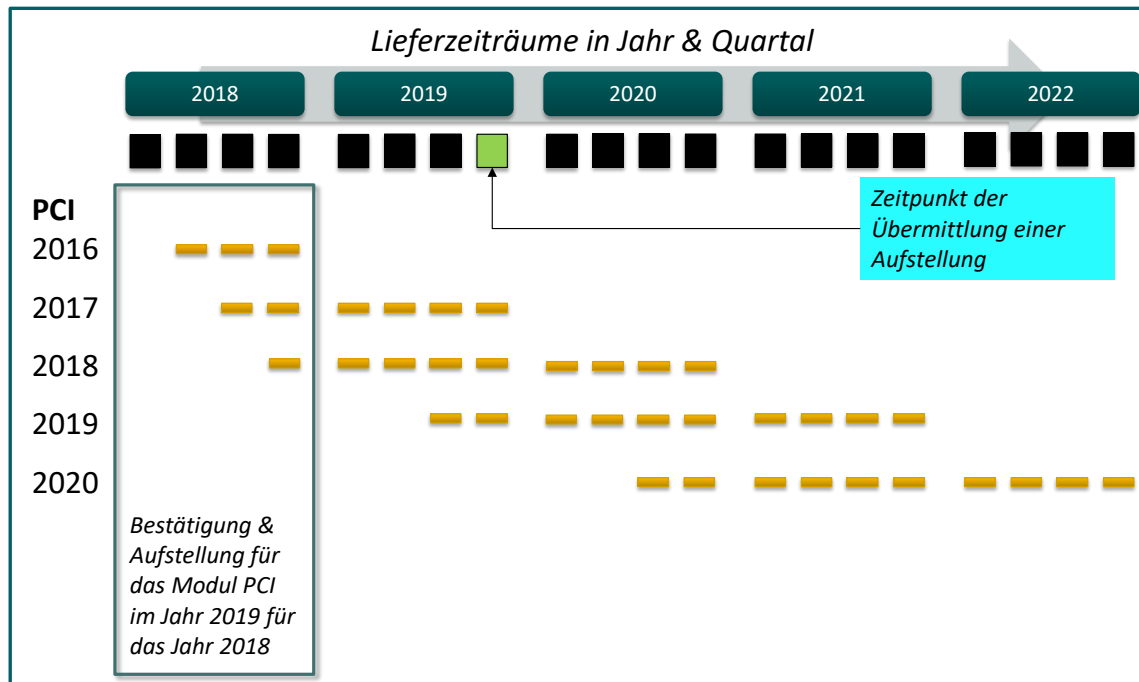 Lieferzeiträume in Jahr & Quartal
2018 2019 2020 2021 2022
Zeitpunkt der
Übermittlung einer
Aufstellung
PCI
2016
2017
2018
2019
2020
Bestätigung &
Aufstellung für
das Modul PCI
im Jahr 2019 für
das Jahr 2018